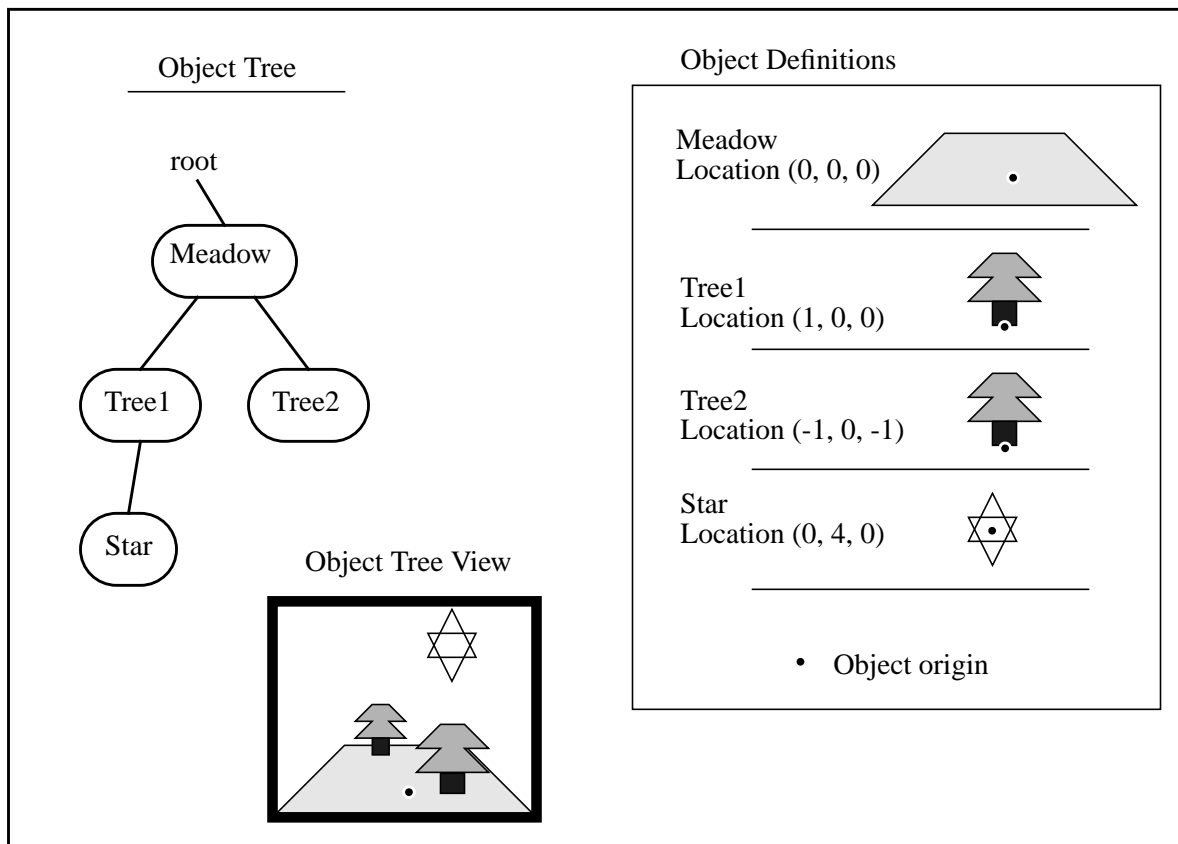 Object Tree
root
Meadow
Tree1
Tree2
Star
Object Tree View
Object Definitions
Meadow
Location (0, 0, 0)
Tree1
Location (1, 0, 0)
Tree2
Location (-1, 0, -1)
Star
Location (0, 4, 0)
• Object origin